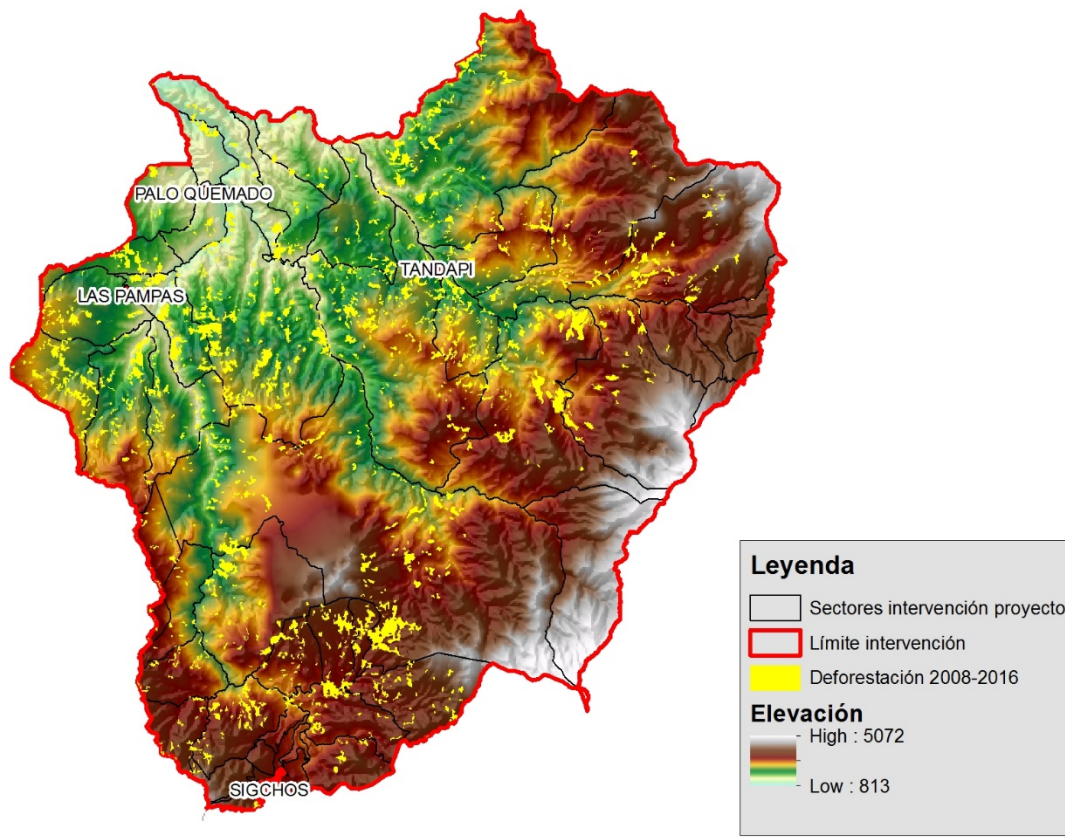 PALO QUEMADO
TANDAPI
LAS PAMPAS
SIGCHOS
Leyenda
Sectores intervención proyecto
Límite intervención
Deforestación 2008-2016
Elevación
High : 5072
Low : 813